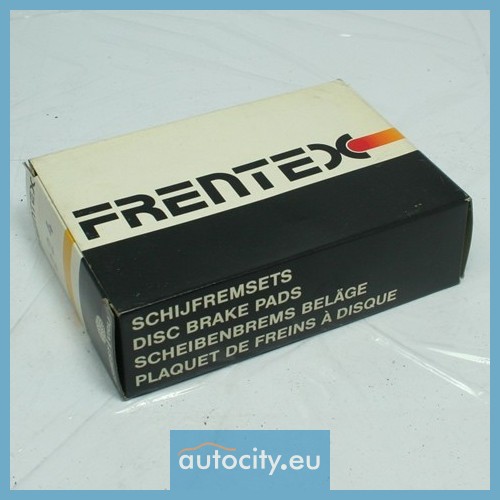 FRENTEX
SCHIJFREMSETS
DISC BRAKE PADS
SCHEIBENBREMS BELÄGE
PLAQUET DE FREINS À DISQUE
autocity.eu